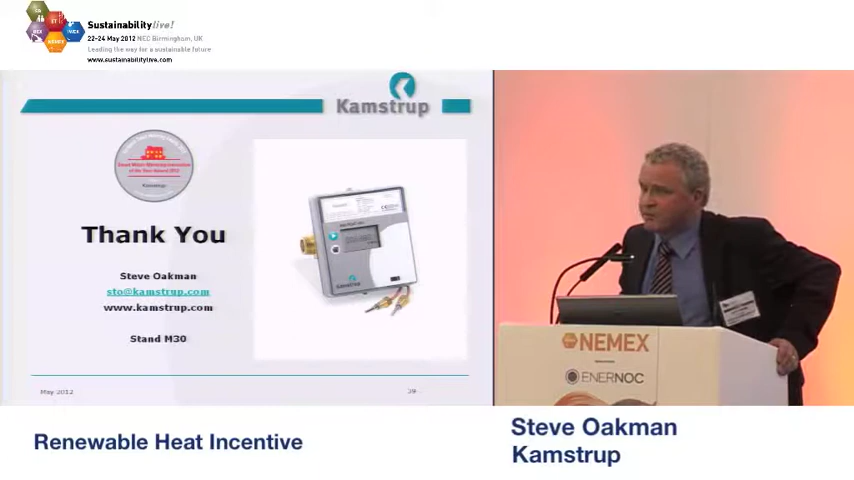 Sustainabilitylive!
22-24 May 2012 NEC Birmingham, UK
Leading the way for a sustainable future
www.sustainabilitylive.com
Kamstrup
Thank You
Steve Oakman
sto@kamstrup.com
www.kamstrup.com
Stand M30
May 2012
29
NEMEX
ENERNOC
Renewable Heat Incentive
Steve Oakman
Kamstrup